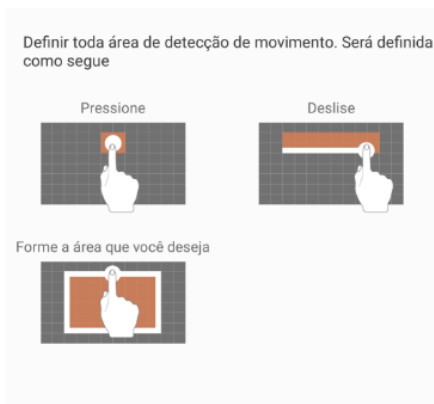 Definir toda área de detecção de movimento. Será definida
como segue
Pressione
Deslise
Forme a área que você deseja